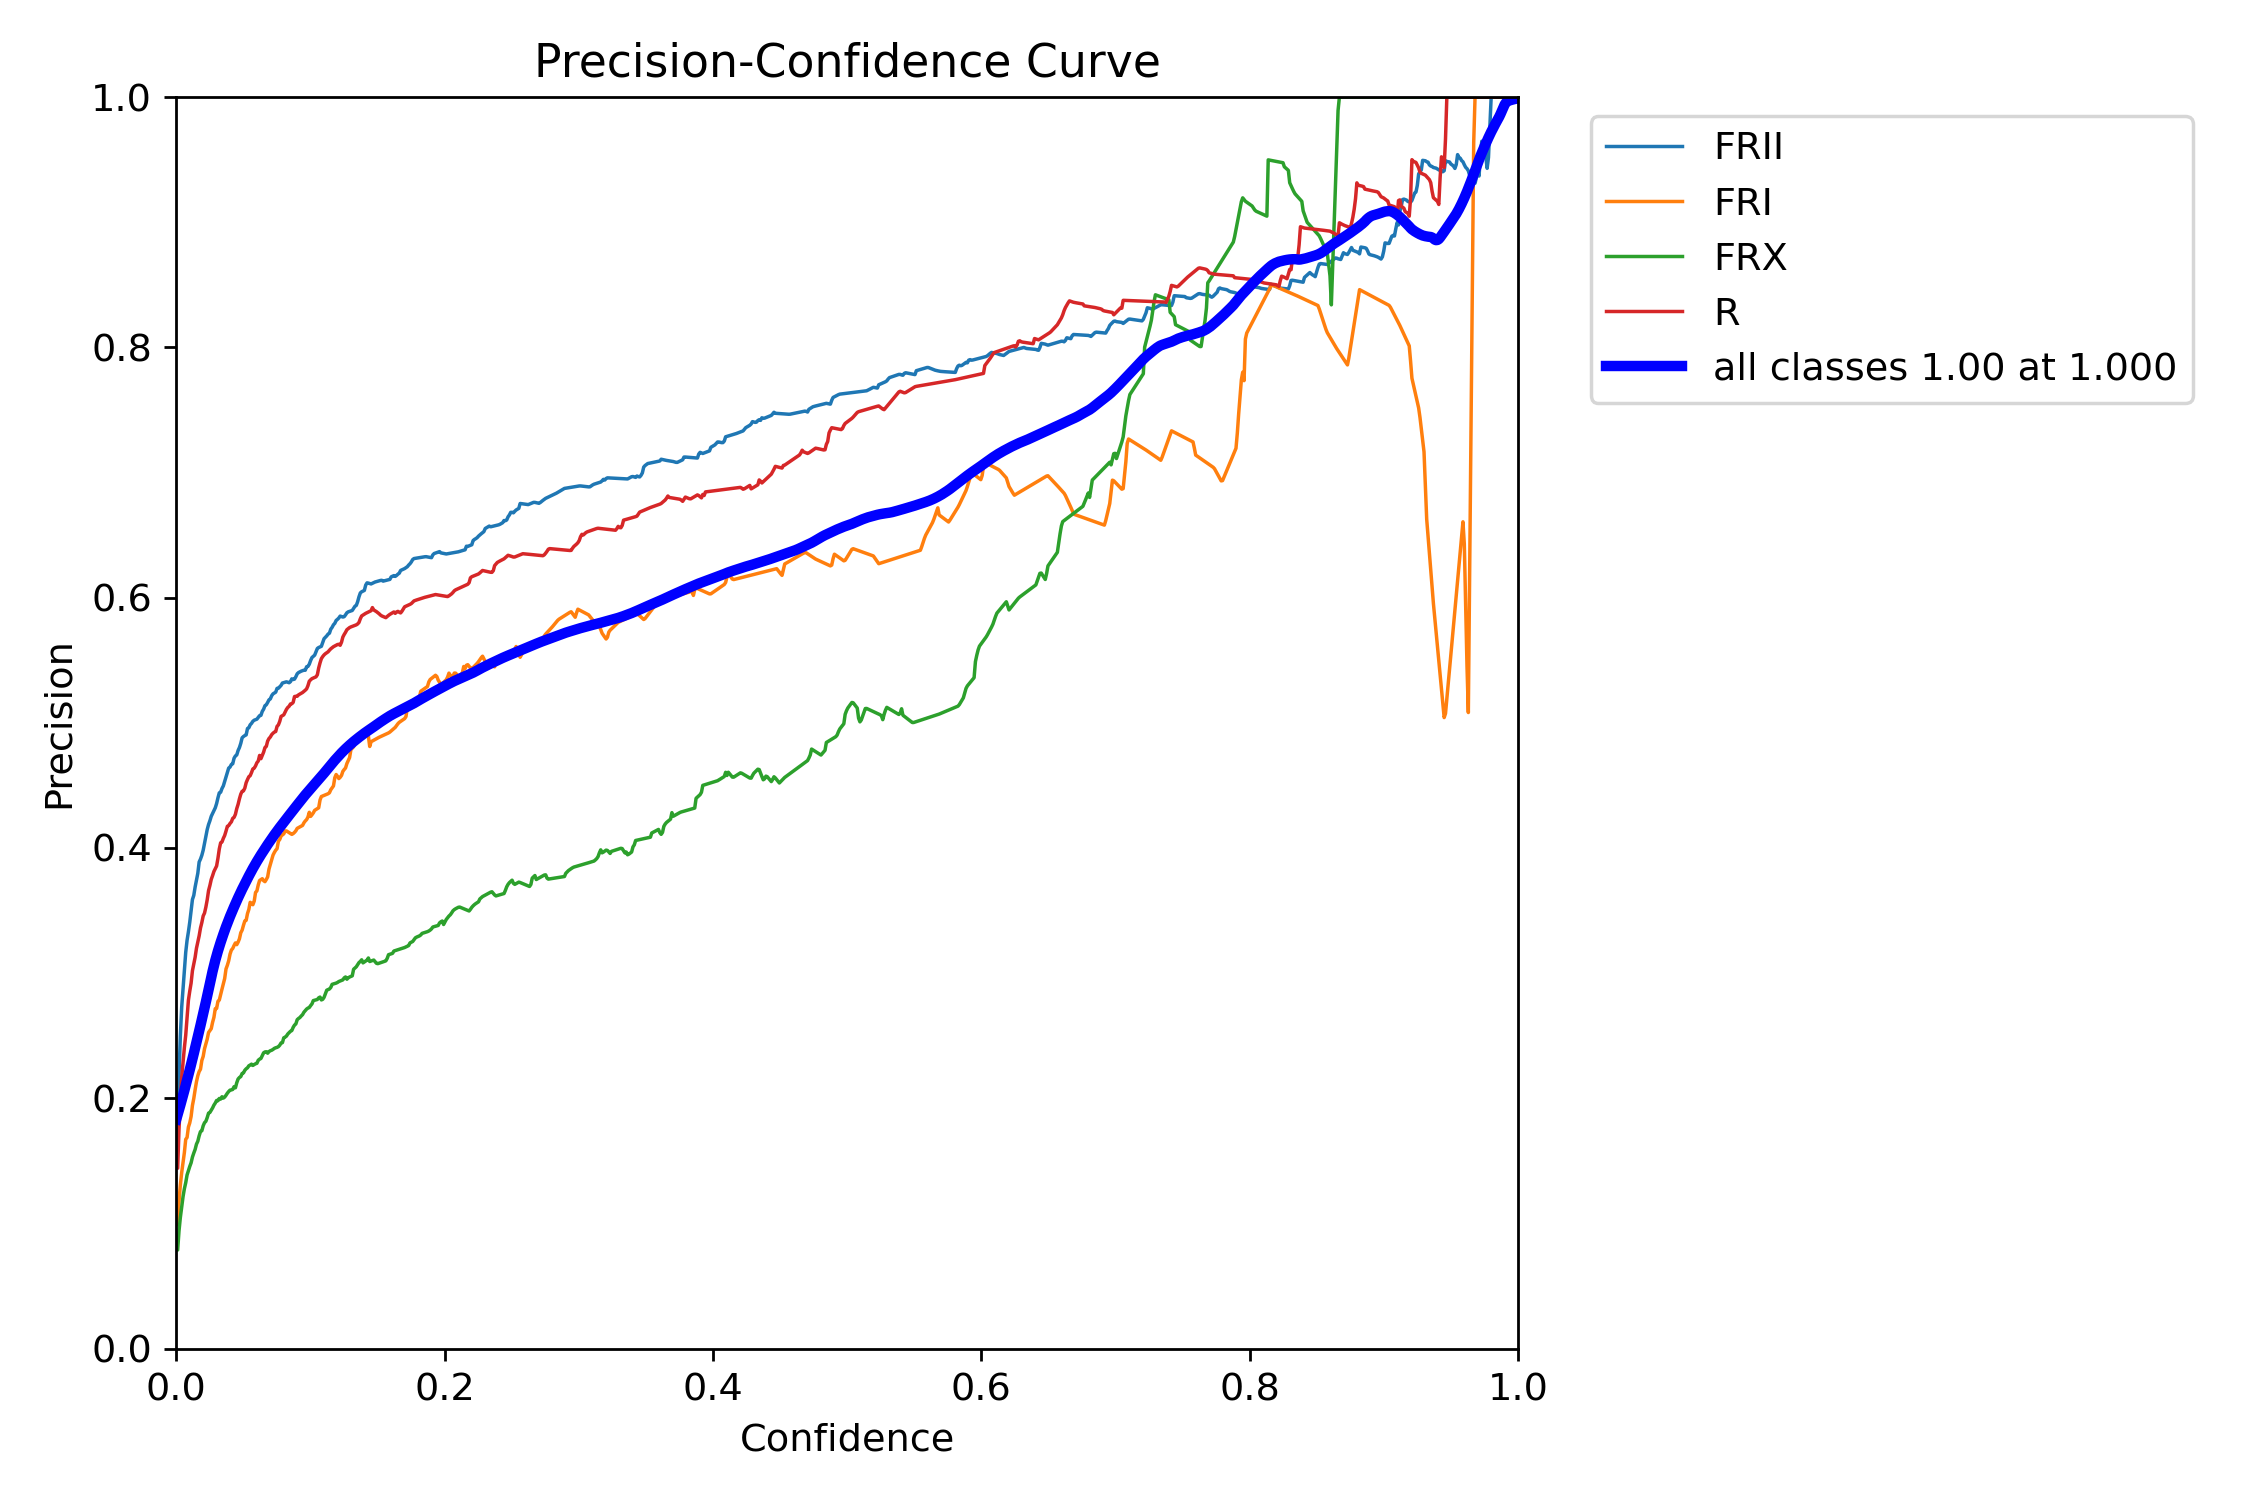 Precision-Confidence Curve
1.0
0.8
0.6
0.4
0.2
0.0
Precision
0.0 0.2 0.4 0.6 0.8 1.0
Confidence
FRII
FRI
FRX
R
all classes 1.00 at 1.000